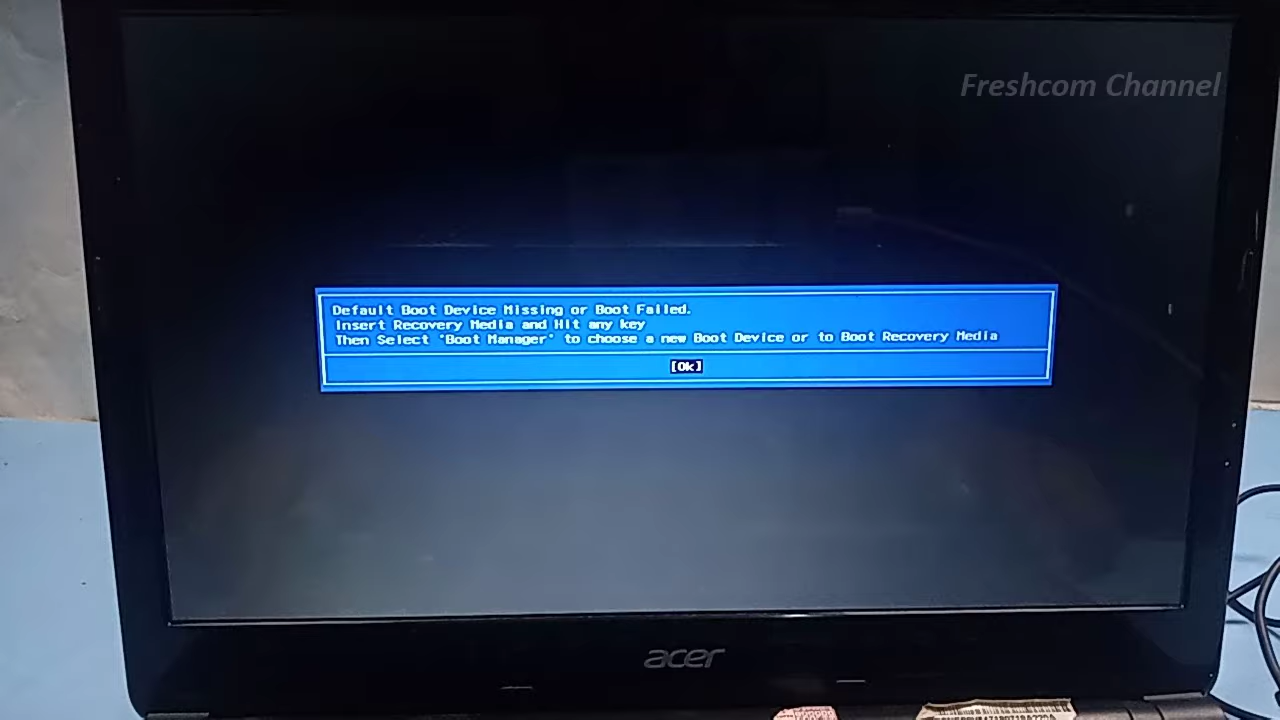 Freshcom Channel
Default Boot Device Missing or Boot Failed.
Insert Recovery Media and Hit any key
Then Select 'Boot Manager' to choose a new Boot Device or to Boot Recovery Media
[Ok]
acer